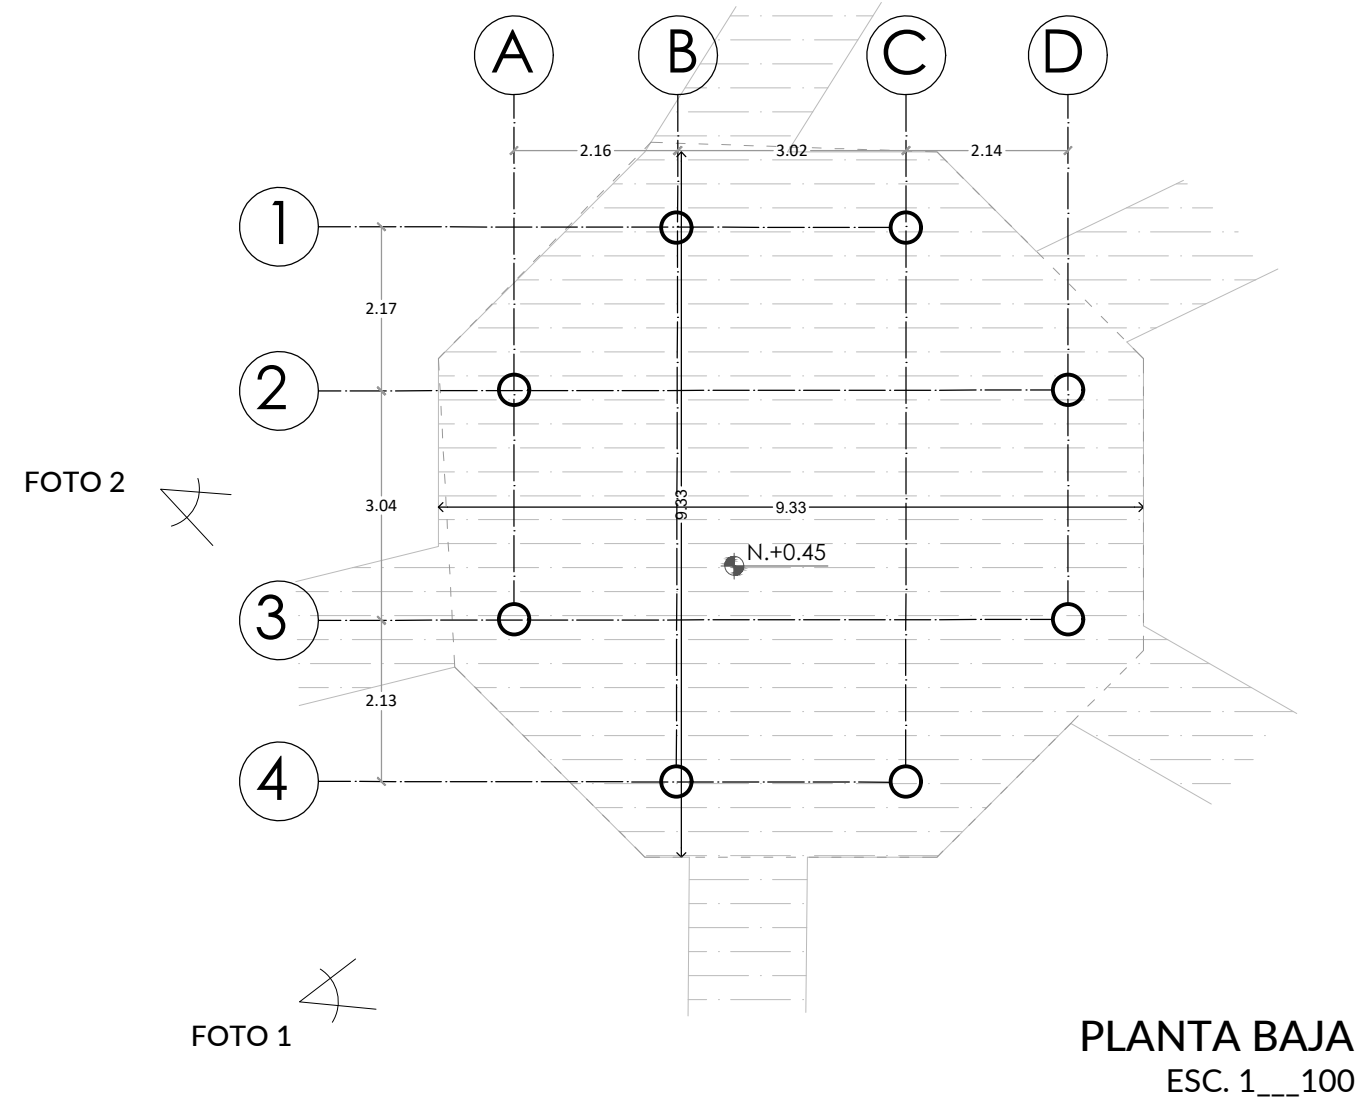 A B C D
2.16 3.02 2.14
1
2.17
2
FOTO 2
3.04
9.33
9.33
N.+0.45
3
2.13
4
FOTO 1
PLANTA BAJA
ESC. 1___100